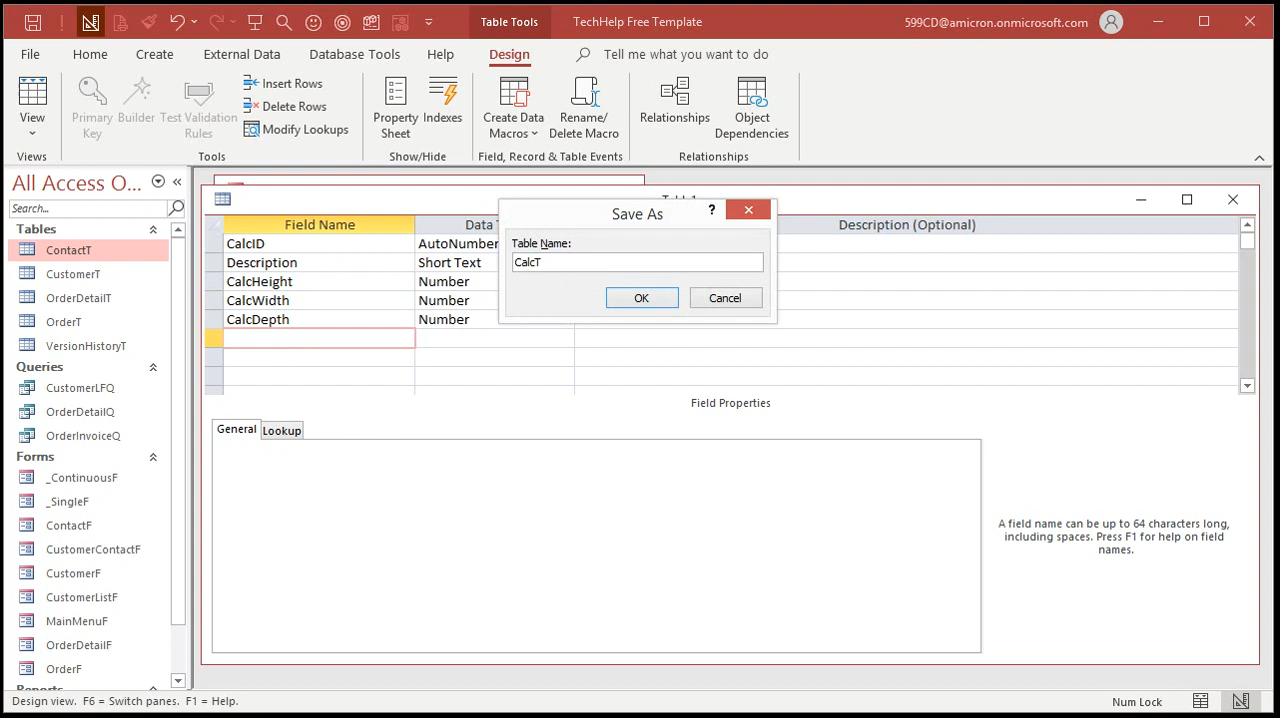 Table Tools
TechHelp Free Template
599CD@amicron.onmicrosoft.com
File
Home
Create
External Data
Database Tools
Help
Design
Tell me what you want to do
View
Primary Key
Builder
Test Validation Rules
Insert Rows
Delete Rows
Modify Lookups
Property Sheet
Indexes
Create Data Macros
Rename/ Delete Macro
Relationships
Object Dependencies
Views
Tools
Show/Hide
Field, Record & Table Events
Relationships
All Access O...
Search...
Tables
ContactT
CustomerT
OrderDetailT
OrderT
VersionHistoryT
Queries
CustomerLFQ
OrderDetailQ
OrderInvoiceQ
Forms
_ContinuousF
_SingleF
ContactF
CustomerContactF
CustomerF
CustomerListF
MainMenuF
OrderDetailF
OrderF
Reports
Field Name
Data T
Description (Optional)
CalcID
AutoNumber
Description
Short Text
CalcHeight
Number
CalcWidth
Number
CalcDepth
Number
Save As
?
Table Name:
CalcT
OK
Cancel
Field Properties
General
Lookup
A field name can be up to 64 characters long,
including spaces. Press F1 for help on field
names.
Design view. F6 = Switch panes. F1 = Help.
Num Lock